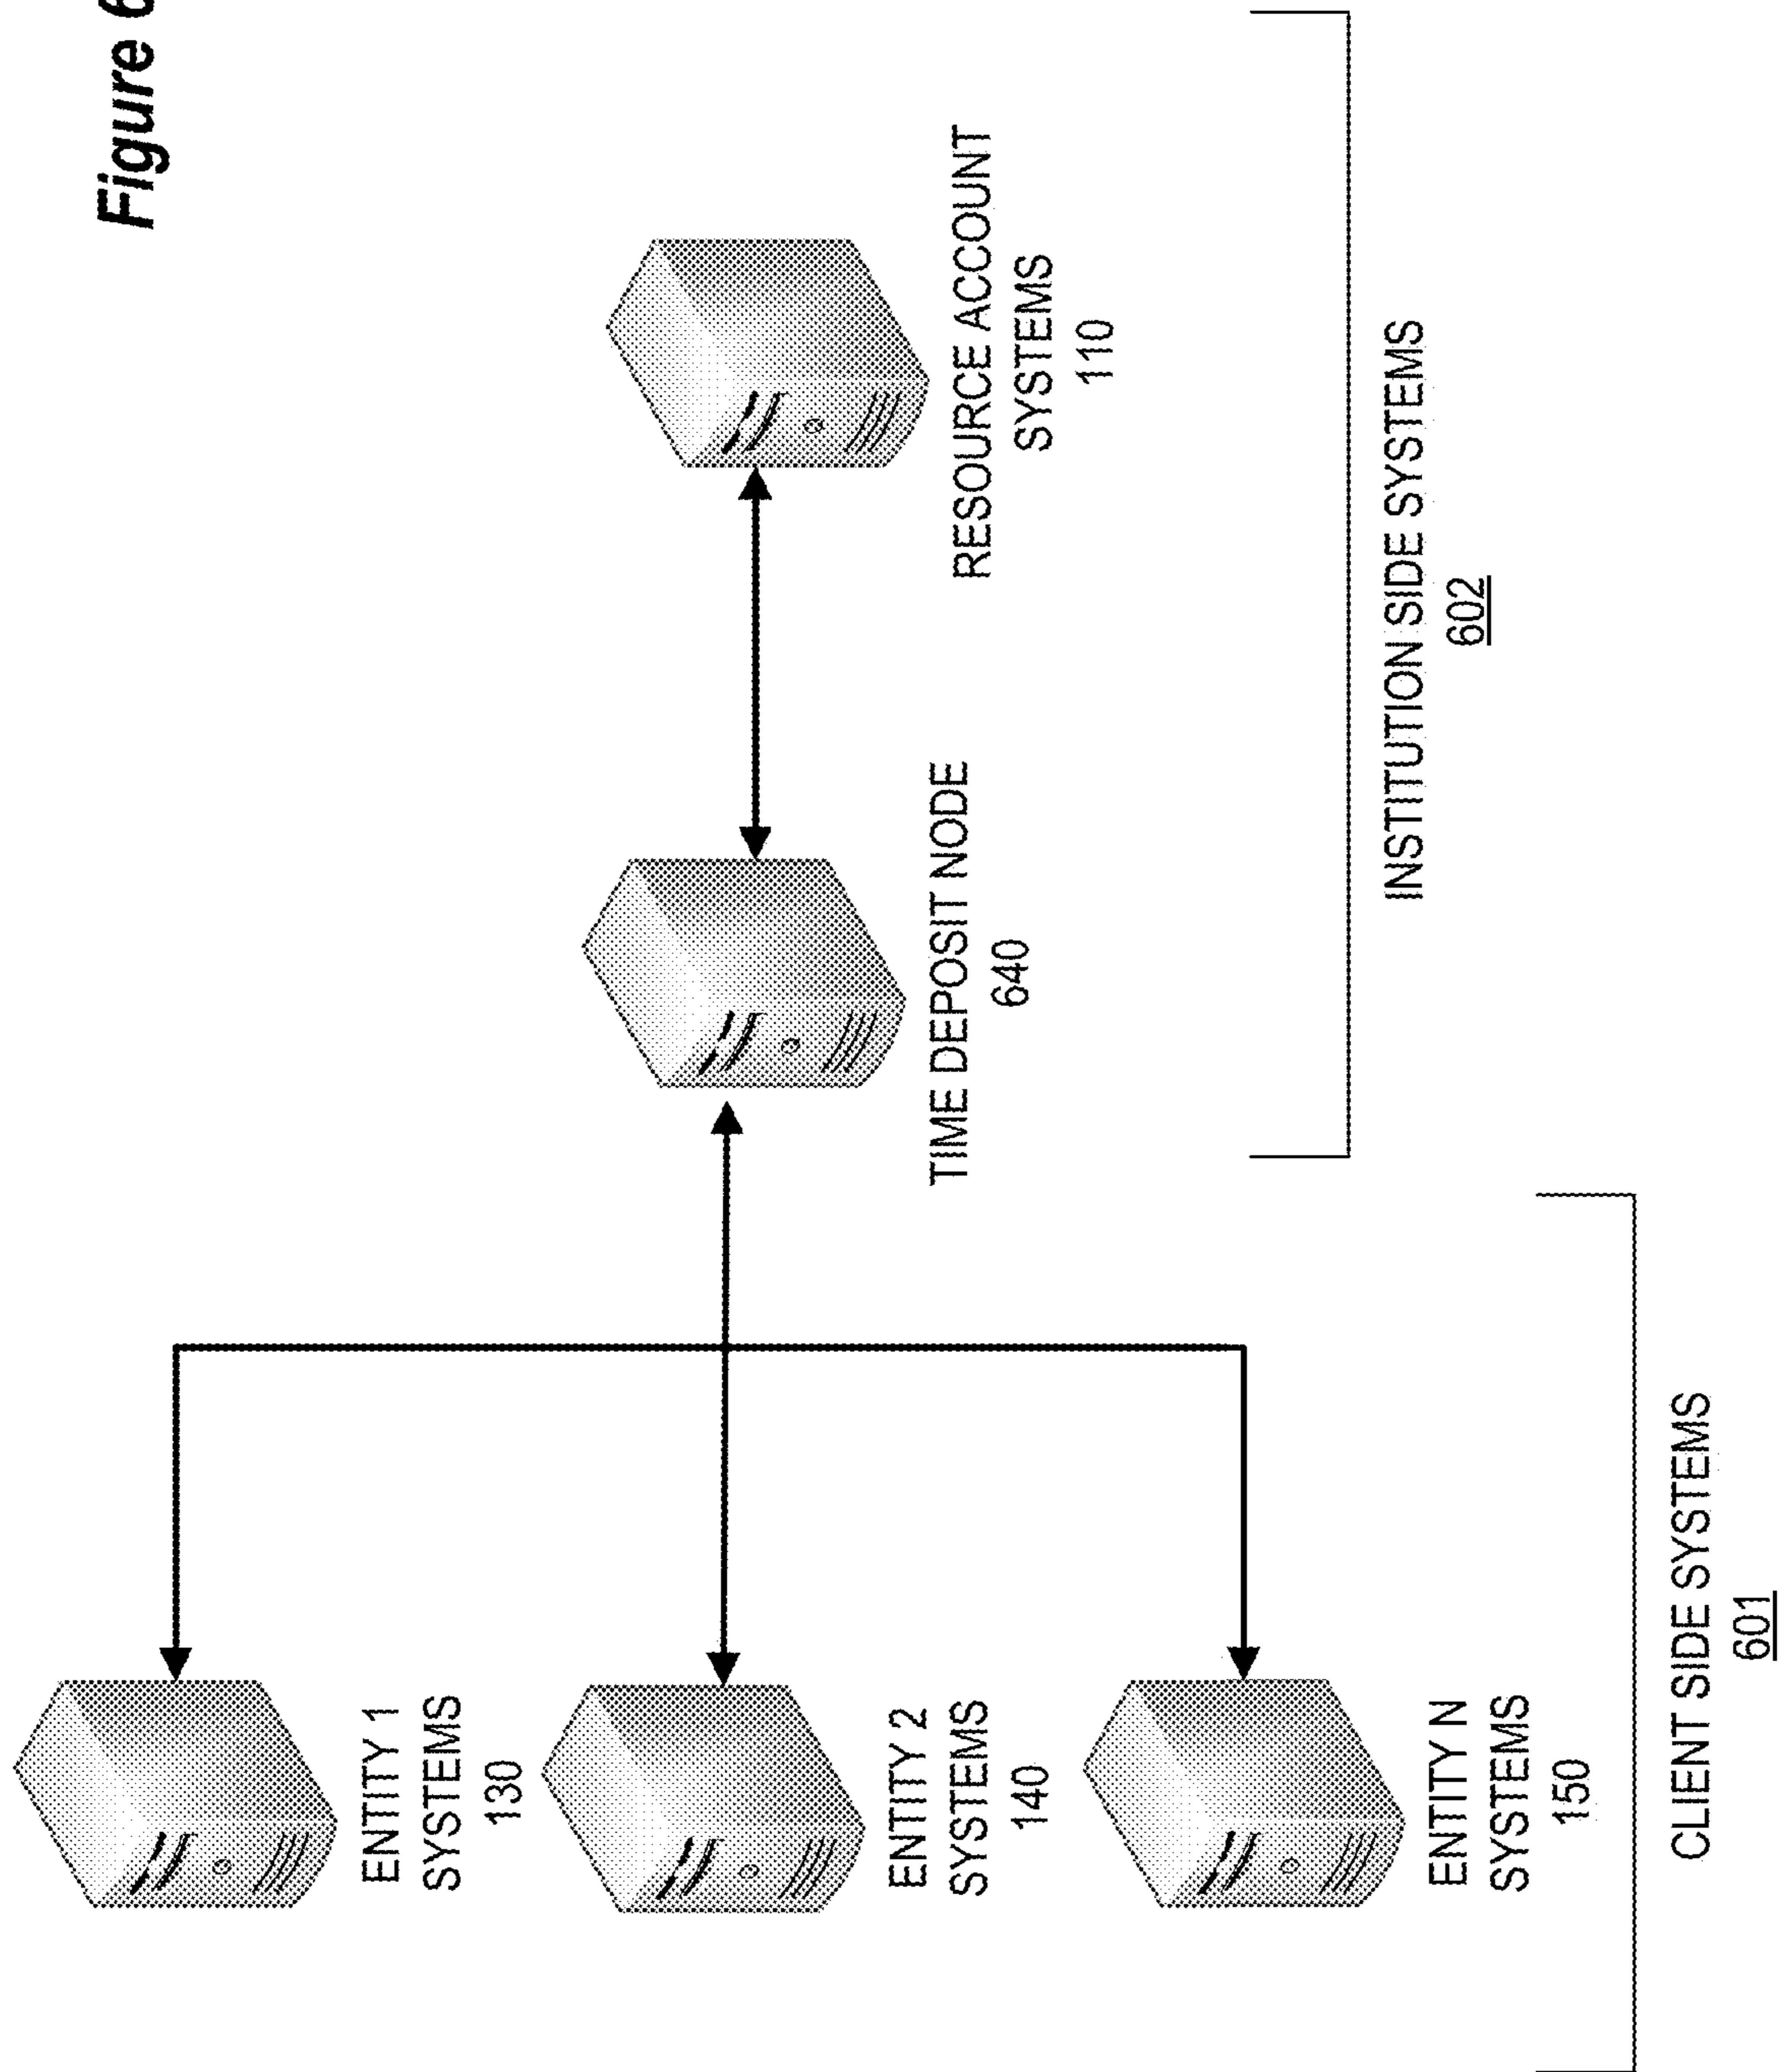 Figure 6
ENTITY 1
SYSTEMS
130
ENTITY 2
SYSTEMS
140
ENTITY N
SYSTEMS
150
TIME DEPOSIT NODE
640
RESOURCE ACCOUNT
SYSTEMS
110
CLIENT SIDE SYSTEMS
601
INSTITUTION SIDE SYSTEMS
602